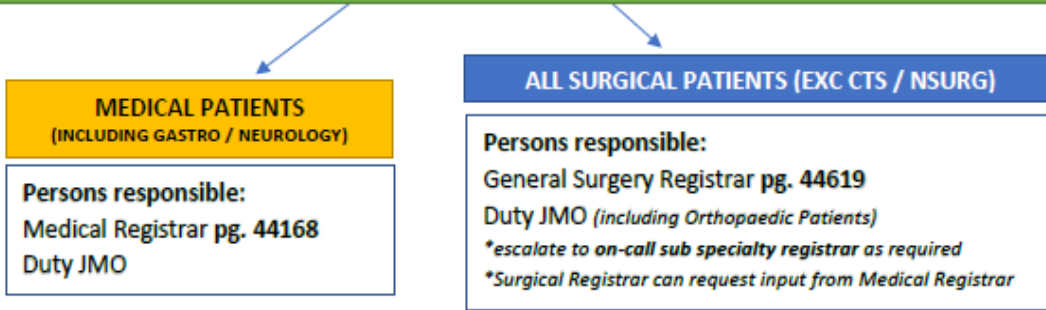 MEDICAL PATIENTS
(INCLUDING GASTRO / NEUROLOGY)
Persons responsible:
Medical Registrar pg. 44168
Duty JMO
ALL SURGICAL PATIENTS (EXC CTS / NSURG)
Persons responsible:
General Surgery Registrar pg. 44619
Duty JMO (including Orthopaedic Patients)
*escalate to on-call sub specialty registrar as required
*Surgical Registrar can request input from Medical Registrar